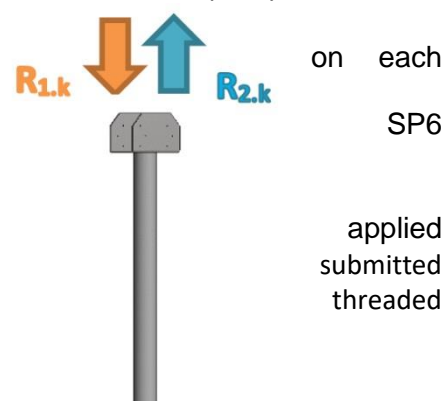 on each
R1.k
R2.k
SP6
applied
submitted
threaded